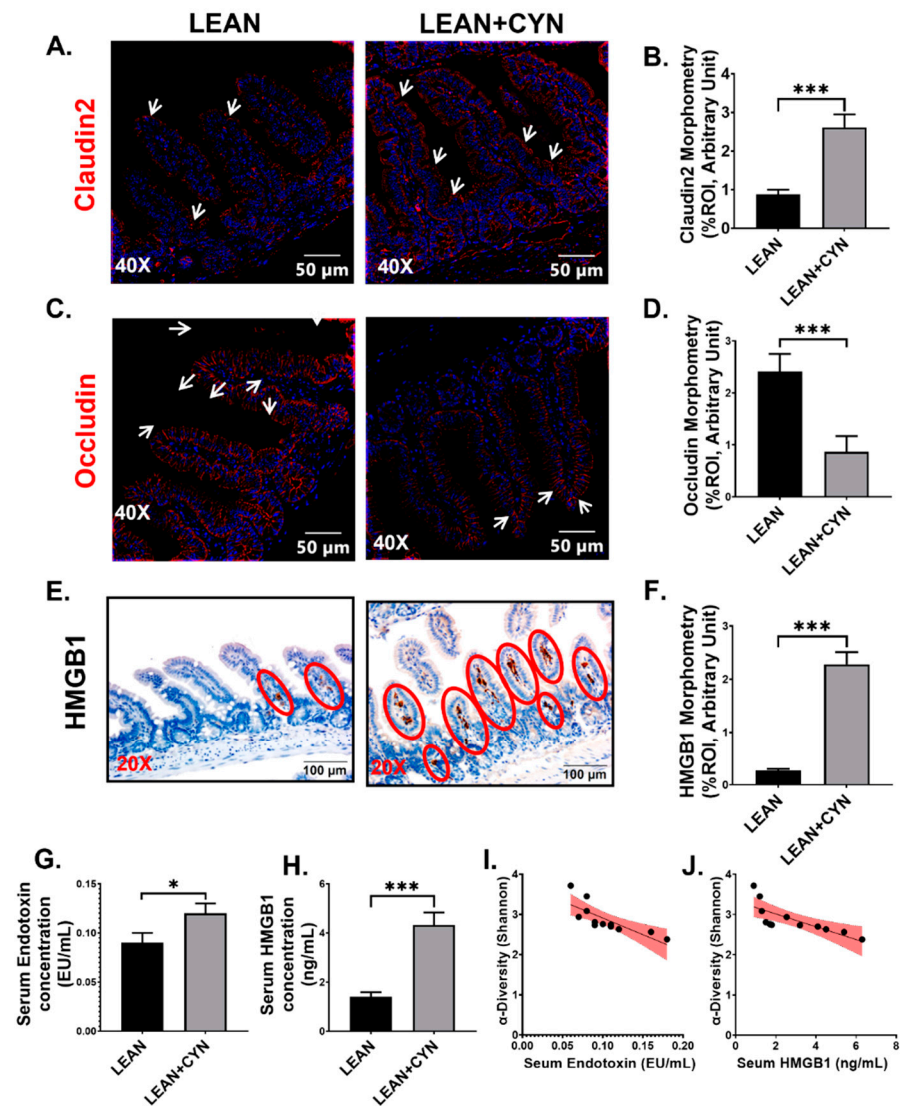 LEAN LEAN+CYN
A.
Claudin2
40X
50 µm
40X
50 µm
B.
Claudin2 Morphometry
(%ROI, Arbitrary Unit)
4
3
2
1
0
***
LEAN
LEAN+CYN
C.
Occludin
40X
50 µm
40X
50 µm
D.
Occludin Morphometry
(%ROI, Arbitrary Unit)
3
2
1
0
***
LEAN
LEAN+CYN
E.
HMGB1
20X
100 µm
20X
100 µm
F.
HMGB1 Morphometry
(%ROI, Arbitrary Unit)
3
2
1
0
***
LEAN
LEAN+CYN
G.
Serum Endotoxin
concentration
(EU/mL)
0.15
0.10
0.05
0.00
*
LEAN
LEAN+CYN
H.
Serum HMGB1
concentration
(ng/mL)
6
4
2
0
***
LEAN
LEAN+CYN
I.
α-Diversity (Shannon)
4
3
2
1
0
0.00 0.05 0.10 0.15 0.20
Seum Endotoxin (EU/mL)
J.
α-Diversity (Shannon)
4
3
2
1
0
0 2 4 6 8
Seum HMGB1 (ng/mL)